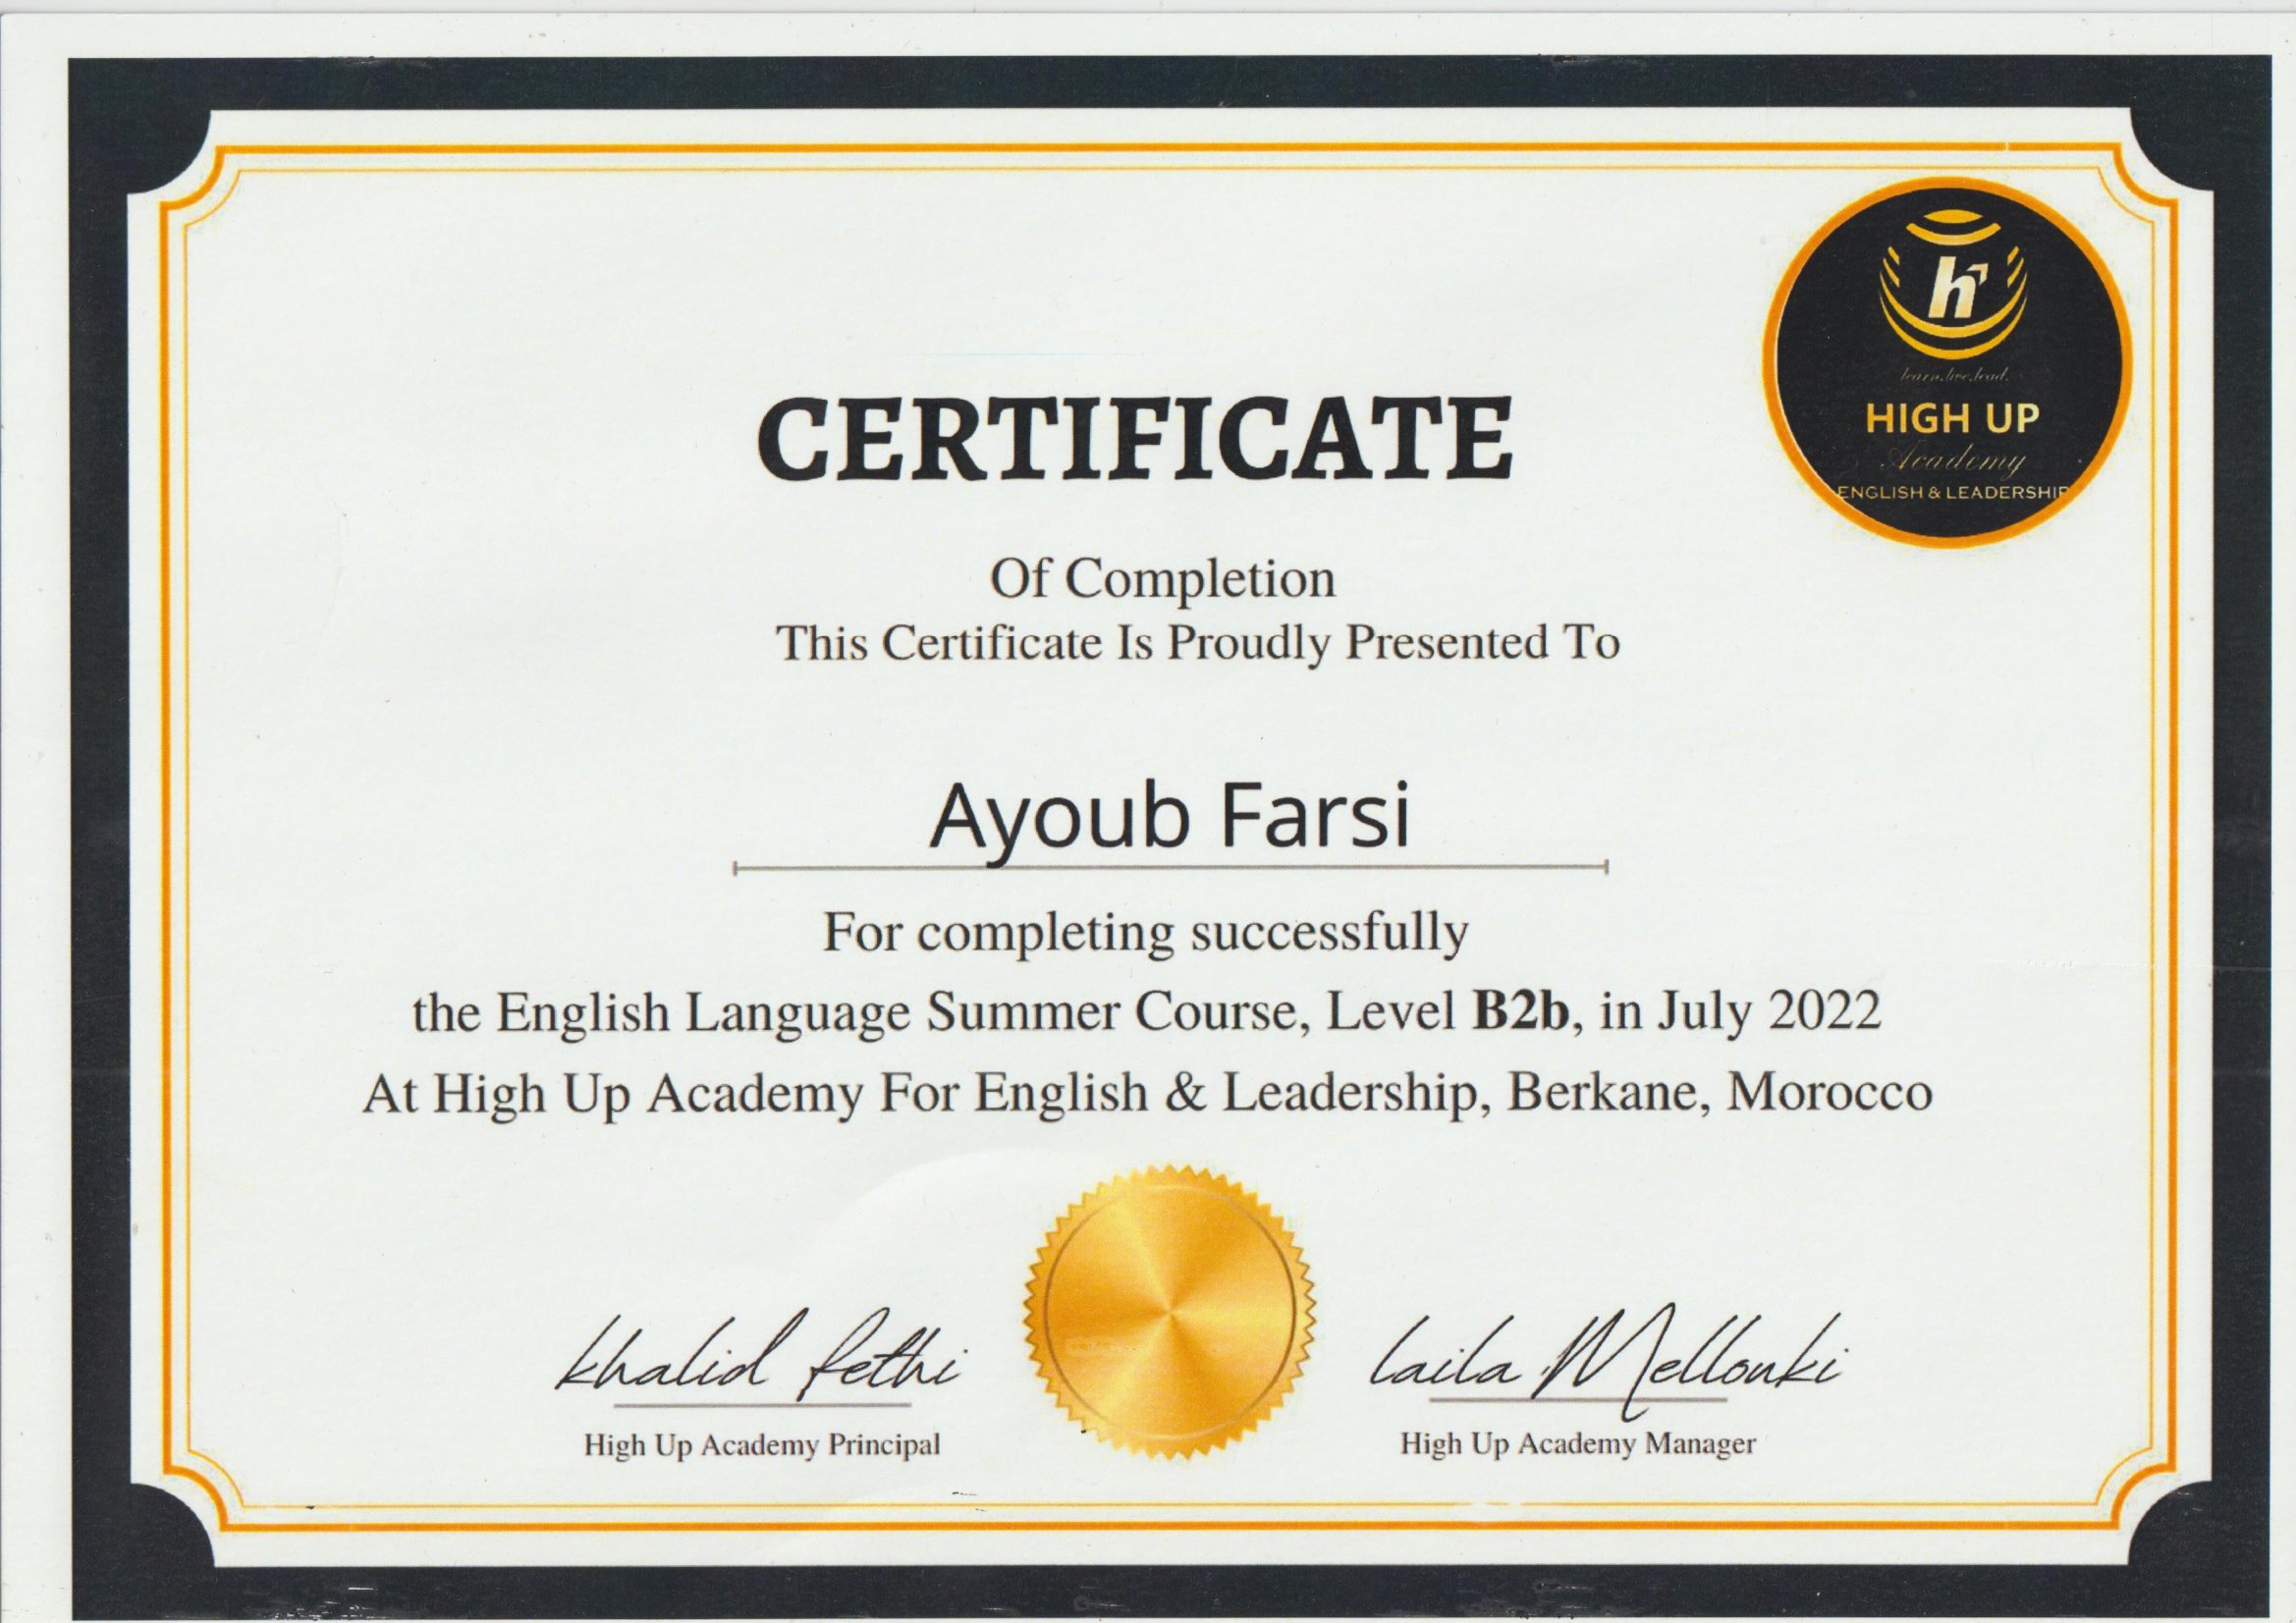 learn.live.lead.
HIGH UP
Academy
ENGLISH & LEADERSHIP
CERTIFICATE
Of Completion
This Certificate Is Proudly Presented To
Ayoub Farsi
For completing successfully
the English Language Summer Course, Level B2b, in July 2022
At High Up Academy For English & Leadership, Berkane, Morocco
khalid fethi
High Up Academy Principal
laila Mellouki
High Up Academy Manager